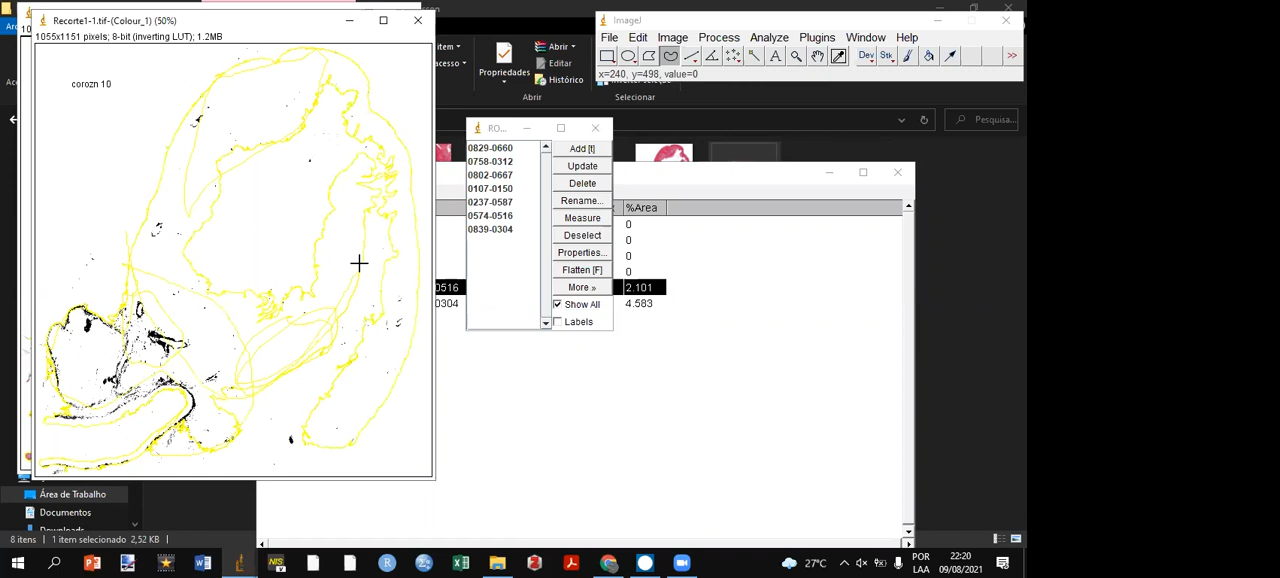 Recorte1-1.tif-(Colour_1) (50%)
1055x1151 pixels; 8-bit (inverting LUT); 1.2MB
corozn 10
Propriedades
Abrir
Editar
Histórico
Abrir
Selecionar
ImageJ
File Edit Image Process Analyze Plugins Window Help
Dev Stk
x=240, y=498, value=0
Pesquisa...
RO...
0829-0660
0758-0312
0802-0667
0107-0150
0237-0587
0574-0516
0839-0304
Add [t]
Update
Delete
Rename...
Measure
Deselect
Properties...
Flatten [F]
More »
Show All
Labels
%Area
0
0
0
0
0516 2.101
0304 4.583
Área de Trabalho
Documentos
8 itens 1 item selecionado 2,52 KB
27°C
POR
LAA
22:20
09/08/2021